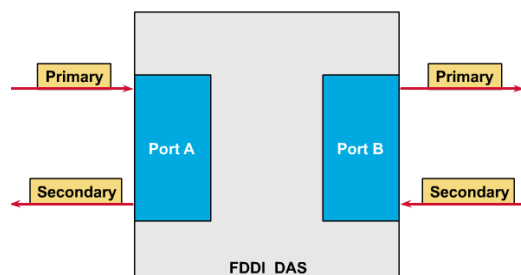 Primary
Primary
Port A
Port B
Secondary
Secondary
FDDI DAS